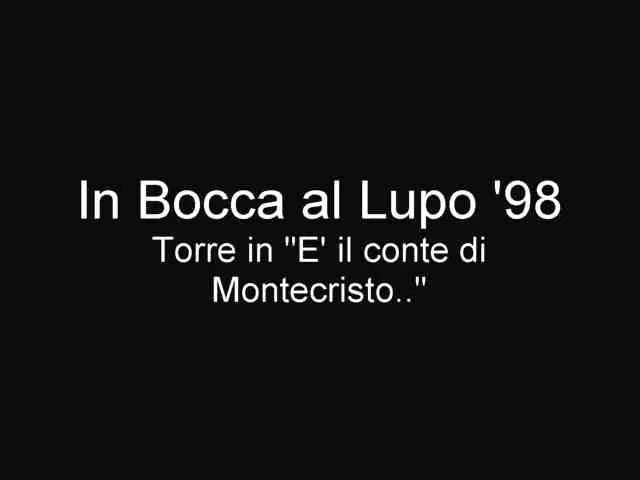 In Bocca al Lupo '98
Torre in "E' il conte di
Montecristo.."